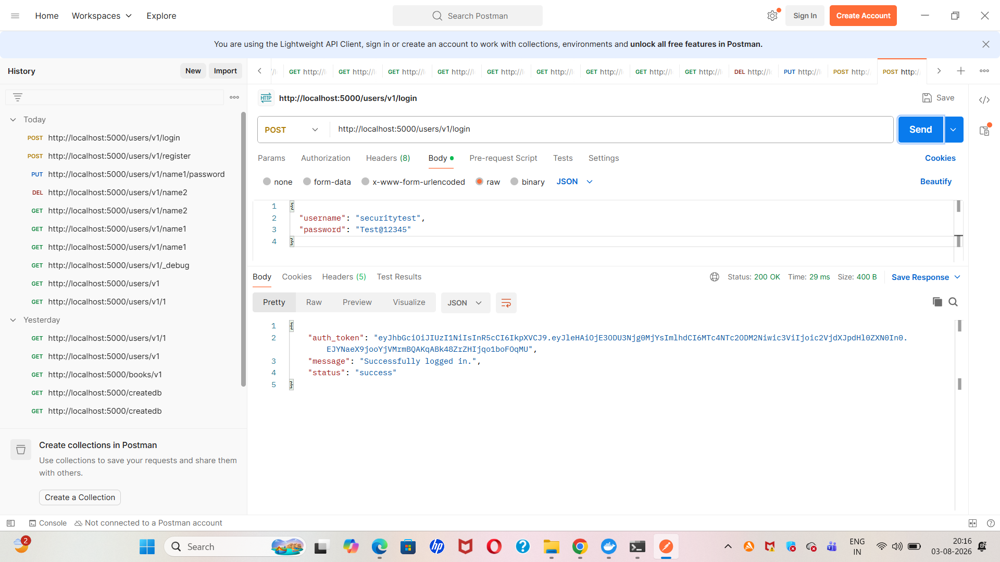 Home
Workspaces
Explore
Search Postman
Sign In
Create Account
You are using the Lightweight API Client, sign in or create an account to work with collections, environments and unlock all free features in Postman.
History
New
Import
GET http://l
GET http://l
GET http://l
GET http://l
GET http://l
GET http://l
GET http://l
GET http://l
GET http://l
DEL http://l
PUT http://l
POST http:/
POST http:/
HTTP http://localhost:5000/users/v1/login
Save
Today
POST http://localhost:5000/users/v1/login
POST http://localhost:5000/users/v1/register
PUT http://localhost:5000/users/v1/name1/password
DEL http://localhost:5000/users/v1/name2
GET http://localhost:5000/users/v1/name2
GET http://localhost:5000/users/v1/name1
GET http://localhost:5000/users/v1/name1
GET http://localhost:5000/users/v1/_debug
GET http://localhost:5000/users/v1
GET http://localhost:5000/users/v1/1
Yesterday
GET http://localhost:5000/users/v1/1
GET http://localhost:5000/users/v1
GET http://localhost:5000/books/v1
GET http://localhost:5000/createdb
GET http://localhost:5000/createdb
Create collections in Postman
Use collections to save your requests and share them
with others.
Create a Collection
POST
http://localhost:5000/users/v1/login
Send
Params
Authorization
Headers (8)
Body
Pre-request Script
Tests
Settings
Cookies
none
form-data
x-www-form-urlencoded
raw
binary
JSON
Beautify
1 {
2 "username": "securitytest",
3 "password": "Test@12345"
4 }
Body
Cookies
Headers (5)
Test Results
Status: 200 OK
Time: 29 ms
Size: 400 B
Save Response
Pretty
Raw
Preview
Visualize
JSON
1 {
2 "auth_token": "eyJhbGciOiJIUzI1NiIsInR5cCI6IkpXVCJ9.eyJleHAiOjE3ODU3Njg0MjYsImlhdCI6MTc4NTc2ODM2Niwic3ViIjoic2VjdXJpdHl0ZXN0In0.
EJYNaeX9jooYjVMrmBQAKqABk48ZrZHIjqo1boFOqMU",
3 "message": "Successfully logged in.",
4 "status": "success"
5 }
Console
Not connected to a Postman account
2
Search
hp
ENG
IN
20:16
03-08-2026